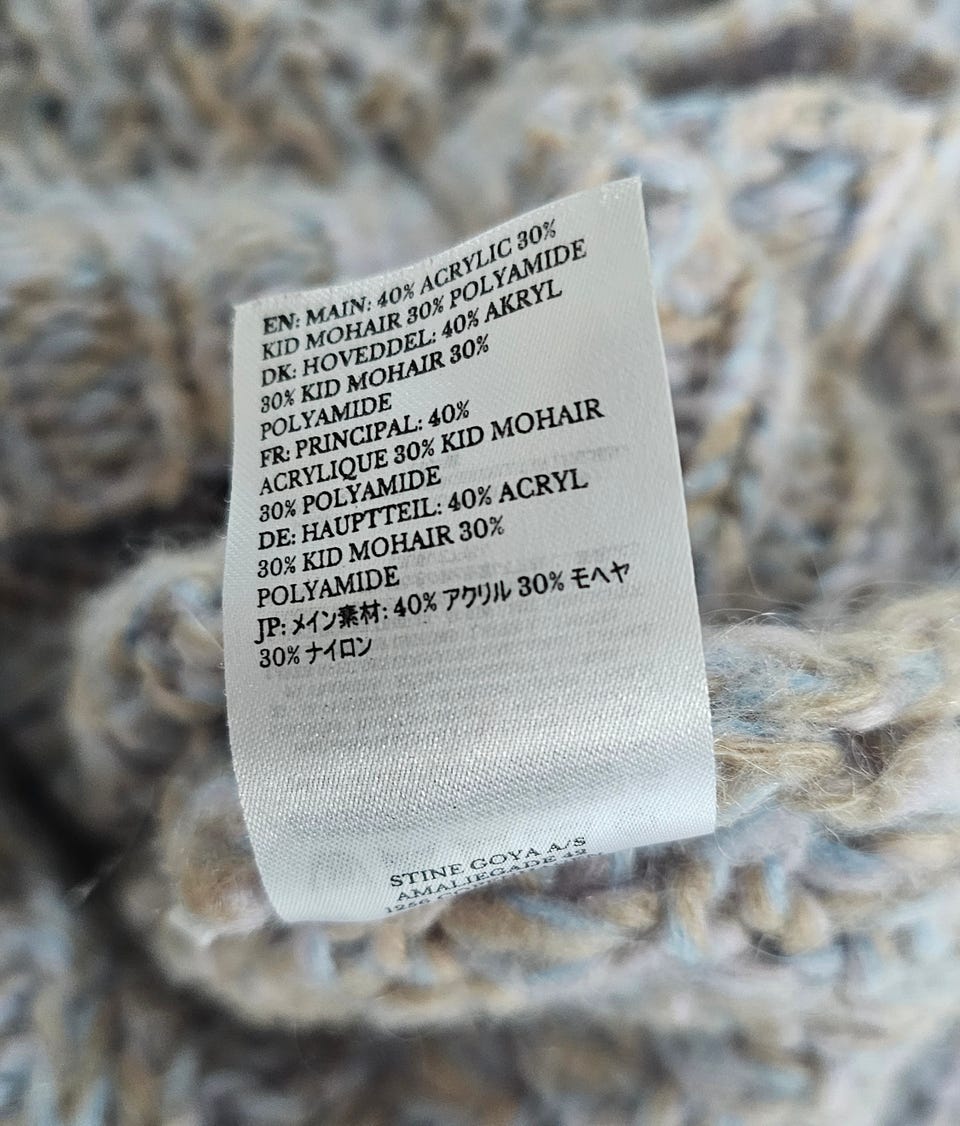 EN: MAIN: 40% ACRYLIC 30%
KID MOHAIR 30% POLYAMIDE
DK: HOVEDDEL: 40% AKRYL
30% KID MOHAIR 30%
POLYAMIDE
FR: PRINCIPAL: 40%
ACRYLIQUE 30% KID MOHAIR
30% POLYAMIDE
DE: HAUPTTEIL: 40% ACRYL
30% KID MOHAIR 30%
POLYAMIDE
JP: メイン素材: 40% アクリル 30% モヘヤ
30% ナイロン
STINE GOYA A/S
AMALIEGADE 42
1256